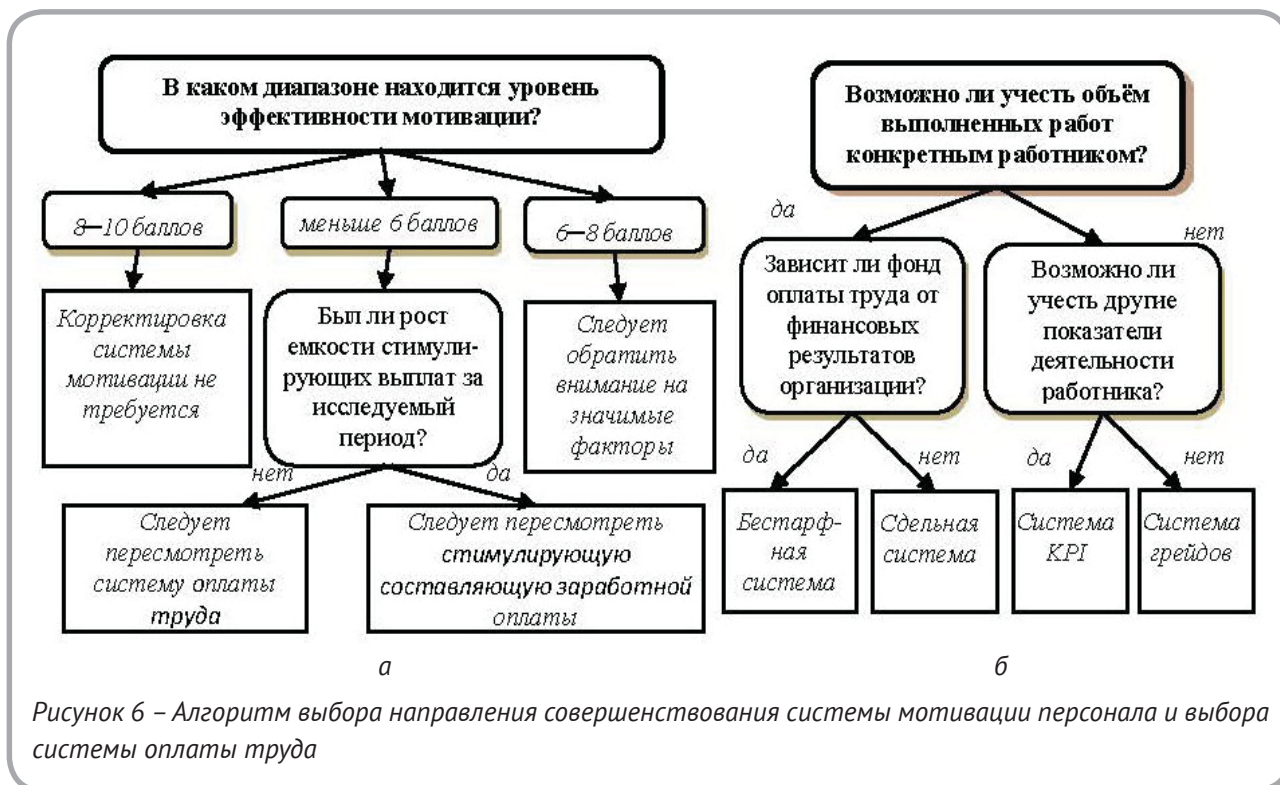 В каком диапазоне находится уровень
эффективности мотивации?
8–10 баллов
меньше 6 баллов
6–8 баллов
Корректировка
системы
мотивации не
требуется
Был ли рост
емкости стимули-
рующих выплат за
исследуемый
период?
Следует
обратить
внимание на
значимые
факторы
нет
да
Следует
пересмотреть
систему оплаты
труда
Следует пересмотреть
стимулирующую
составляющую заработной
оплаты
а
Возможно ли учесть объём
выполненных работ
конкретным работником?
да
нет
Зависит ли фонд
оплаты труда от
финансовых
результатов
организации?
Возможно ли
учесть другие
показатели
деятельности
работника?
да
нет
да
нет
Бестарф-
ная
система
Сдельная
система
Система
KPI
Система
грейдов
б
Рисунок 6 – Алгоритм выбора направления совершенствования системы мотивации персонала и выбора
системы оплаты труда